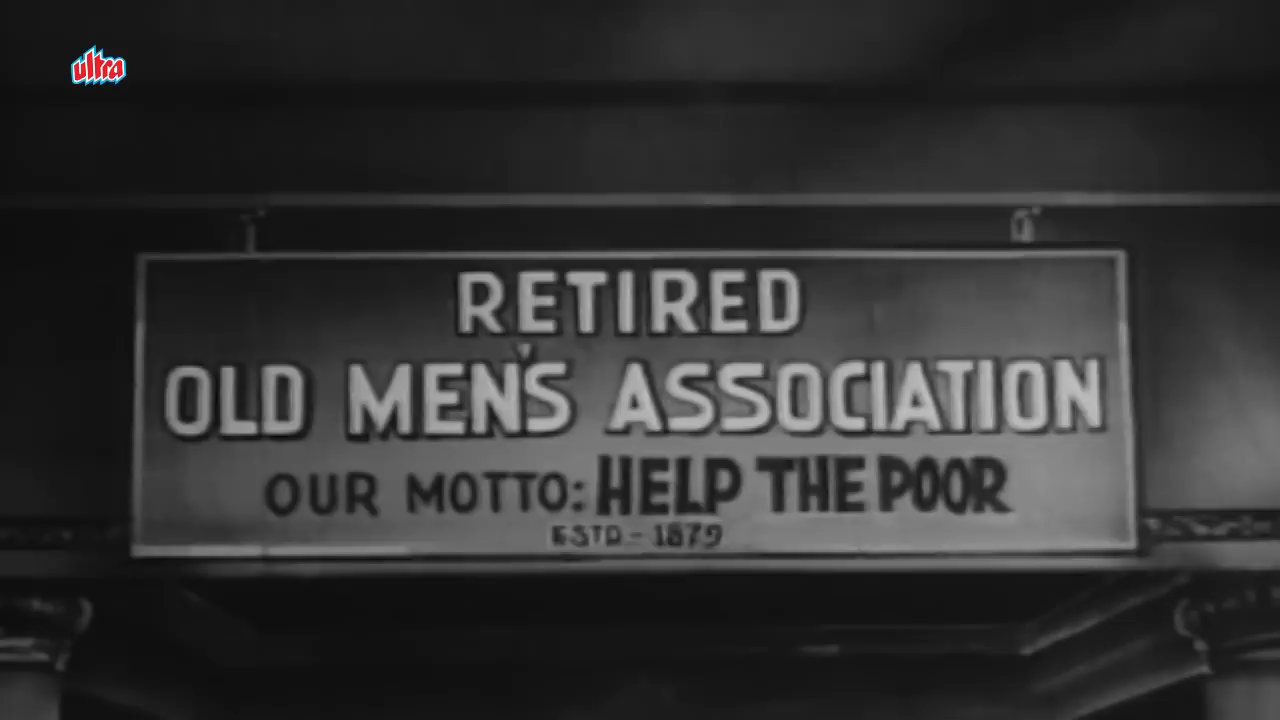 ultra
RETIRED
OLD MEN'S ASSOCIATION
OUR MOTTO: HELP THE POOR
ESTD - 1879